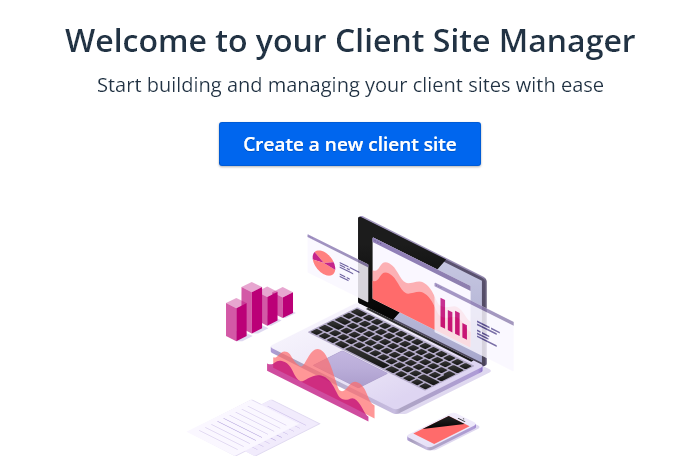 Welcome to your Client Site Manager
Start building and managing your client sites with ease
Create a new client site